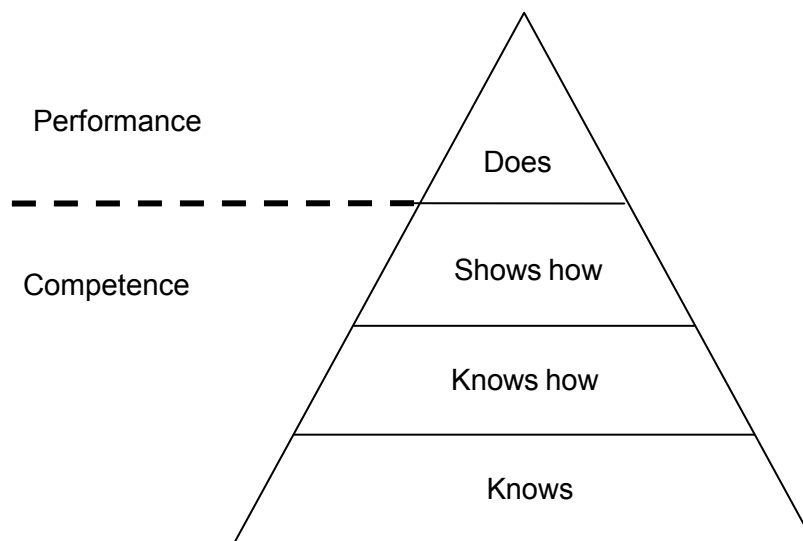 Performance
Does
Competence
Shows how
Knows how
Knows